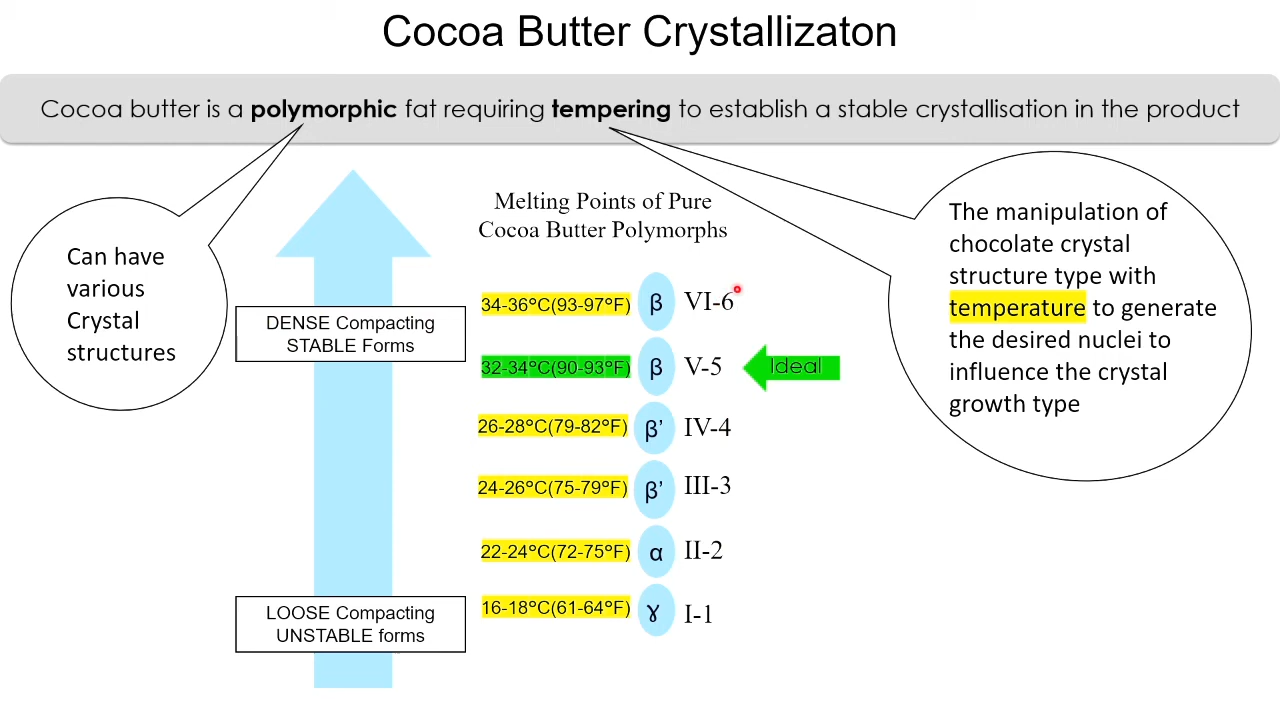 Cocoa Butter Crystallizaton
Cocoa butter is a polymorphic fat requiring tempering to establish a stable crystallisation in the product
Can have
various
Crystal
structures
DENSE Compacting
STABLE Forms
LOOSE Compacting
UNSTABLE forms
Melting Points of Pure
Cocoa Butter Polymorphs
34-36°C(93-97°F) β VI-6
32-34°C(90-93°F) β V-5 Ideal
26-28°C(79-82°F) β’ IV-4
24-26°C(75-79°F) β’ III-3
22-24°C(72-75°F) α II-2
16-18°C(61-64°F) ɣ I-1
The manipulation of
chocolate crystal
structure type with
temperature to generate
the desired nuclei to
influence the crystal
growth type